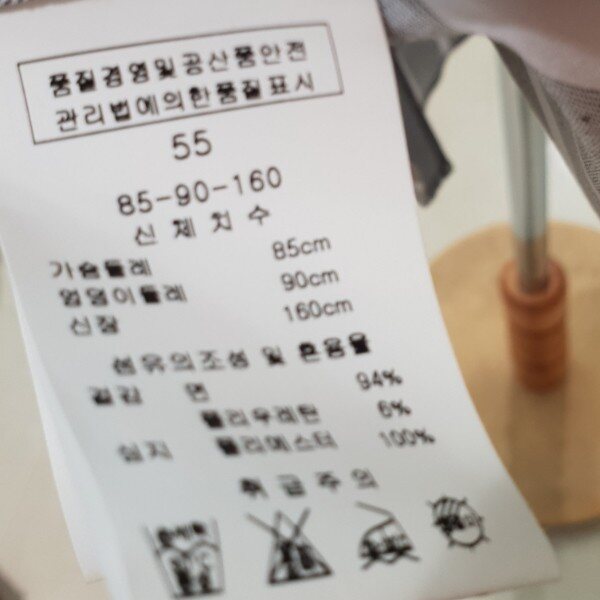 품질경영및공산품안전
관리법에의한품질표시
55
85-90-160
신 체 치 수
가슴둘레 85cm
엉덩이둘레 90cm
신장 160cm
섬유의조성 및 혼용율
겉감 면 94%
폴리우레탄 6%
심지 폴리에스터 100%
취 급 주 의